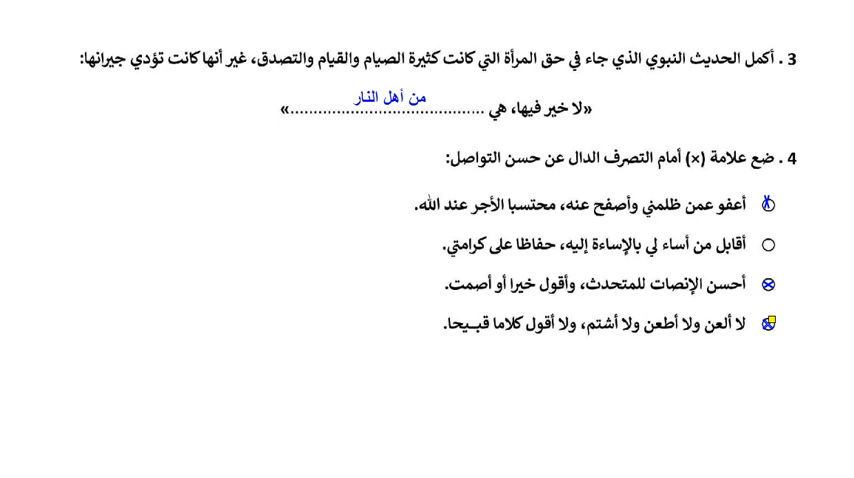 3 . أكمل الحديث النبوي الذي جاء في حق المرأة التي كانت كثيرة الصيام والقيام والتصدق، غير أنها كانت تؤدي جيرانها:
«لا خير فيها، هي من أهل النار ..........................................»
4 . ضع علامة (×) أمام التصرف الدال عن حسن التواصل:
أعفو عمن ظلمني وأصفح عنه، محتسبا الأجر عند الله.
أقابل من أساء لي بالإساءة إليه، حفاظا على كرامتي.
أحسن الإنصات للمتحدث، وأقول خيرا أو أصمت.
لا ألعن ولا أطعن ولا أشتم، ولا أقول كلاما قبيحا.